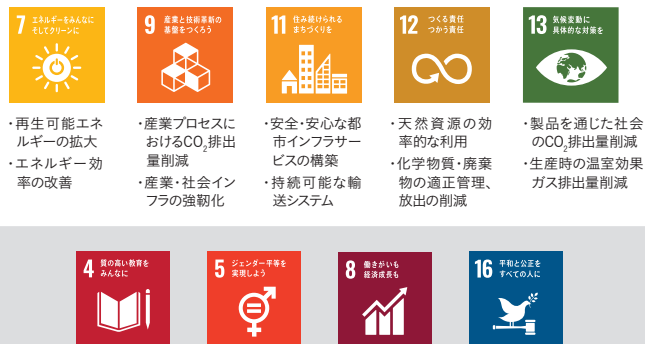 7 エネルギーをみんなに
そしてクリーンに
9 産業と技術革新の
基盤をつくろう
11 住み続けられる
まちづくりを
12 つくる責任
つかう責任
13 気候変動に
具体的な対策を
・再生可能エネ
ルギーの拡大
・エネルギー効
率の改善
・産業プロセスに
おけるCO₂排出
量削減
・産業・社会イン
フラの強靭化
・安全・安心な都
市インフラサー
ビスの構築
・持続可能な輸
送システム
・天然資源の効
率的な利用
・化学物質・廃棄
物の適正管理、
放出の削減
・製品を通じた社会
のCO₂排出量削減
・生産時の温室効果
ガス排出量削減
4 質の高い教育を
みんなに
5 ジェンダー平等を
実現しよう
8 働きがいも
経済成長も
16 平和と公正を
すべての人に